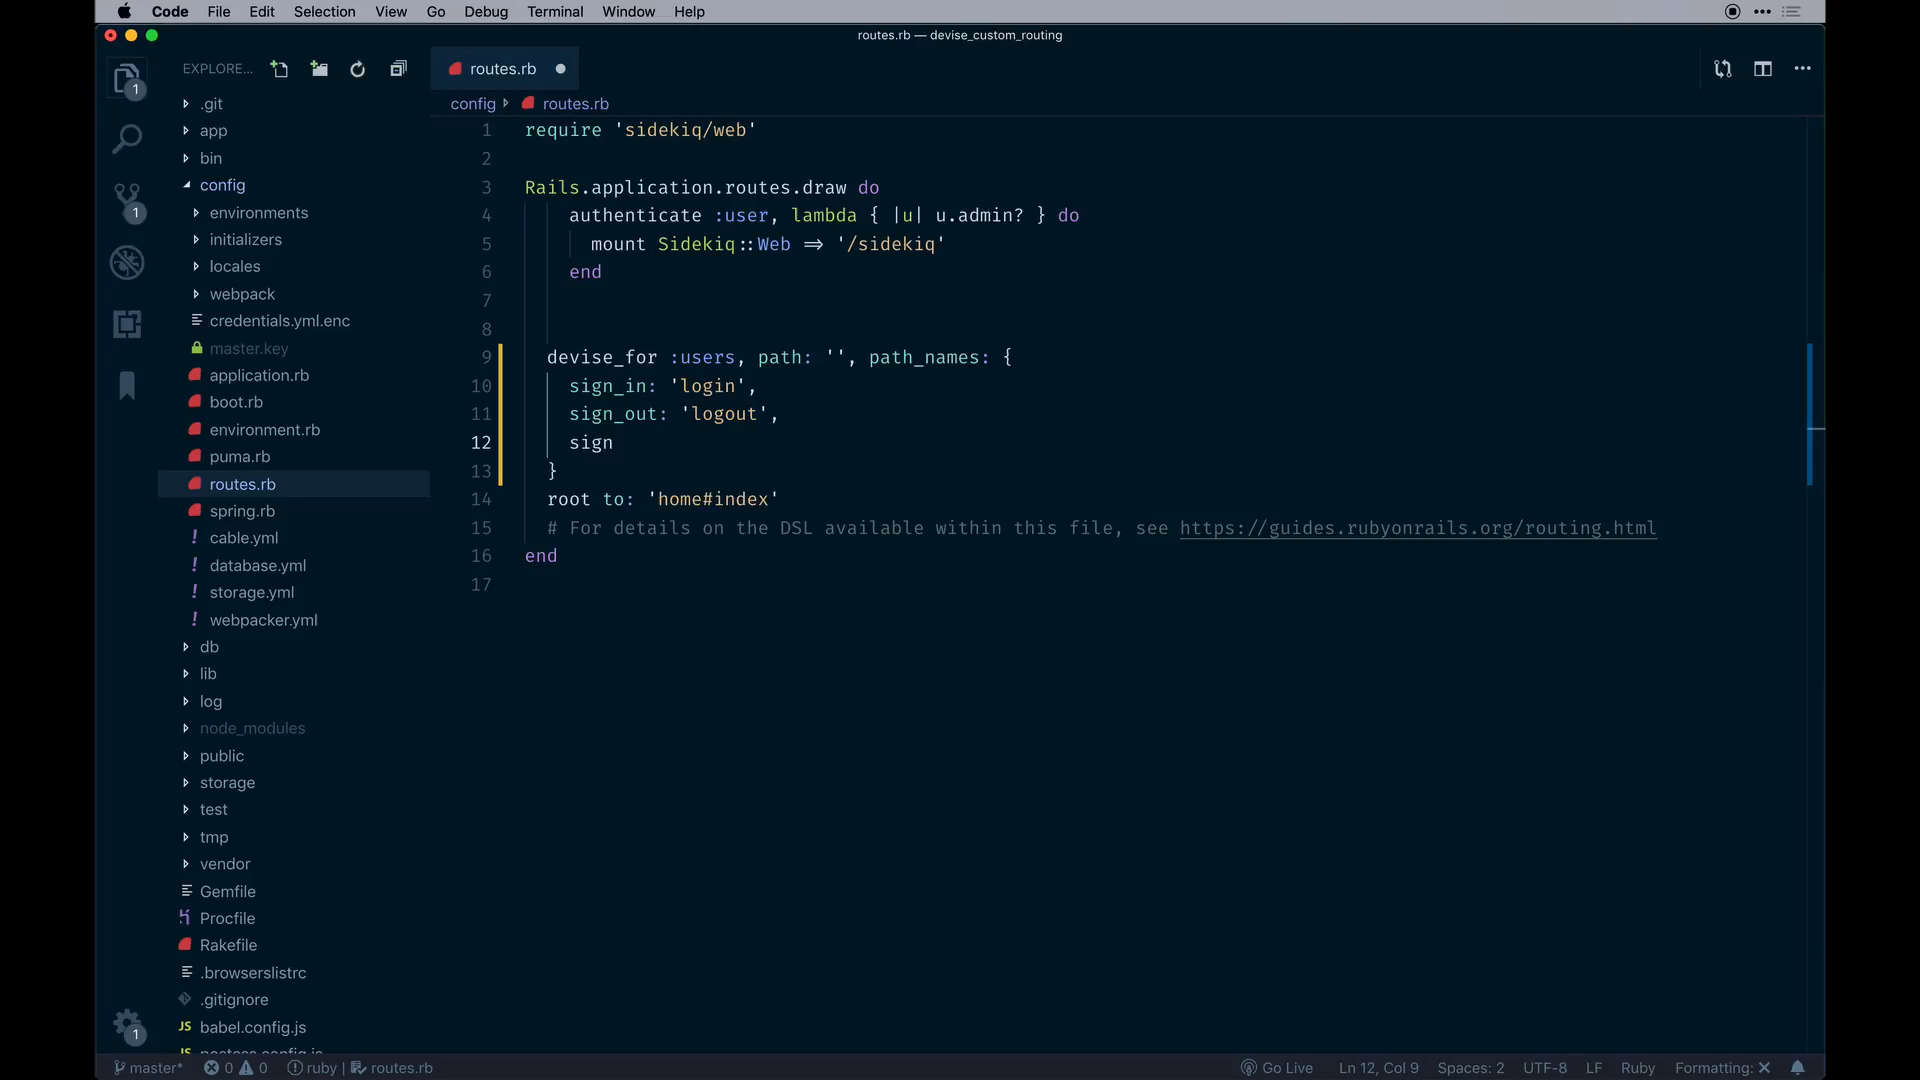 Code File Edit Selection View Go Debug Terminal Window Help
routes.rb — devise_custom_routing
EXPLORE...
routes.rb
config routes.rb
1
1
1
.git
app
bin
config
environments
initializers
locales
webpack
credentials.yml.enc
master.key
application.rb
boot.rb
environment.rb
puma.rb
routes.rb
spring.rb
cable.yml
database.yml
storage.yml
webpacker.yml
db
lib
log
node_modules
public
storage
test
tmp
vendor
Gemfile
Procfile
Rakefile
.browserslistrc
.gitignore
JS babel.config.js
JS postcss.config.js
1 require 'sidekiq/web'
2
3 Rails.application.routes.draw do
4 authenticate :user, lambda { |u| u.admin? } do
5 mount Sidekiq::Web => '/sidekiq'
6 end
7
8
9 devise_for :users, path: '', path_names: {
10 sign_in: 'login',
11 sign_out: 'logout',
12 sign
13 }
14 root to: 'home#index'
15 # For details on the DSL available within this file, see https://guides.rubyonrails.org/routing.html
16 end
17
master* 0 0 ruby | routes.rb Go Live Ln 12, Col 9 Spaces: 2 UTF-8 LF Ruby Formatting: ✕